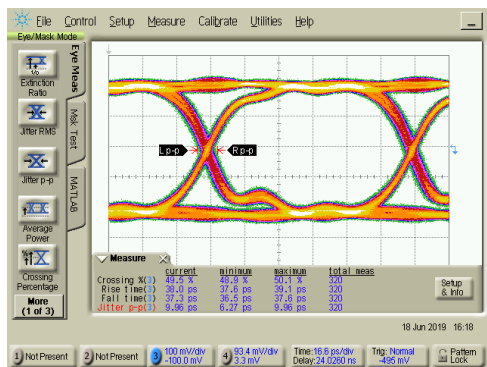 File Control Setup Measure Calibrate Utilities Help
Eye/Mask Mode
Extinction
Ratio
Jitter RMS
Jitter p-p
Average
Power
Crossing
Percentage
More
(1 of 3)
Eye Meas
Msk Test
MATLAB
L p-p
R p-p
Measure
current minimum maximum total meas
Crossing %(3) 49.5 % 48.9 % 50.1 % 320
Rise time(3) 38.0 ps 37.6 ps 39.1 ps 320
Fall time(3) 37.3 ps 36.5 ps 37.6 ps 320
Jitter p-p(3) 9.96 ps 6.27 ps 9.96 ps 320
Setup
& Info
18 Jun 2019 16:18
1) Not Present 2) Not Present 3) 100 mV/div 4) 93.4 mV/div Time:16.6 ps/div Trig: Normal Pattern
-100.0 mV 3.3 mV Delay:24.0260 ns -495 mV Lock